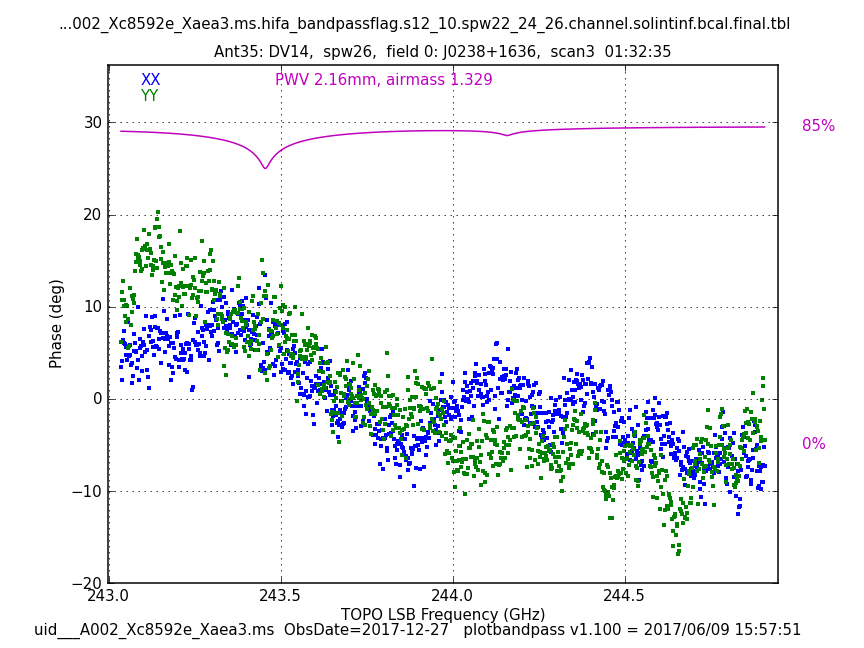 ...002_Xc8592e_Xaea3.ms.hifa_bandpassflag.s12_10.spw22_24_26.channel.solintinf.bcal.final.tbl
Ant35: DV14,  spw26,  field 0: J0238+1636,  scan3  01:32:35
XX
PWV 2.16mm, airmass 1.329
YY
30
85%
20
10
Phase (deg)
0
0%
−10
−20
243.0
243.5
244.0
244.5
TOPO LSB Frequency (GHz)
uid___A002_Xc8592e_Xaea3.ms  ObsDate=2017-12-27   plotbandpass v1.100 = 2017/06/09 15:57:51